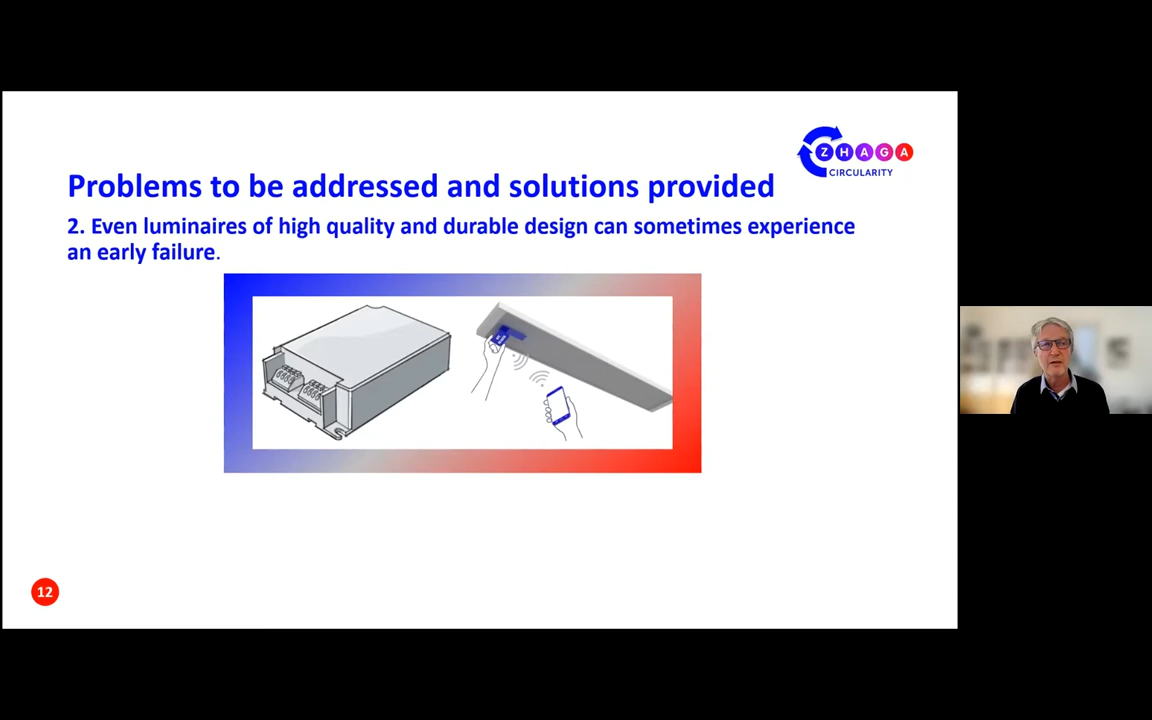 ZHAGA
CIRCULARITY
Problems to be addressed and solutions provided
2. Even luminaires of high quality and durable design can sometimes experience
an early failure.
12